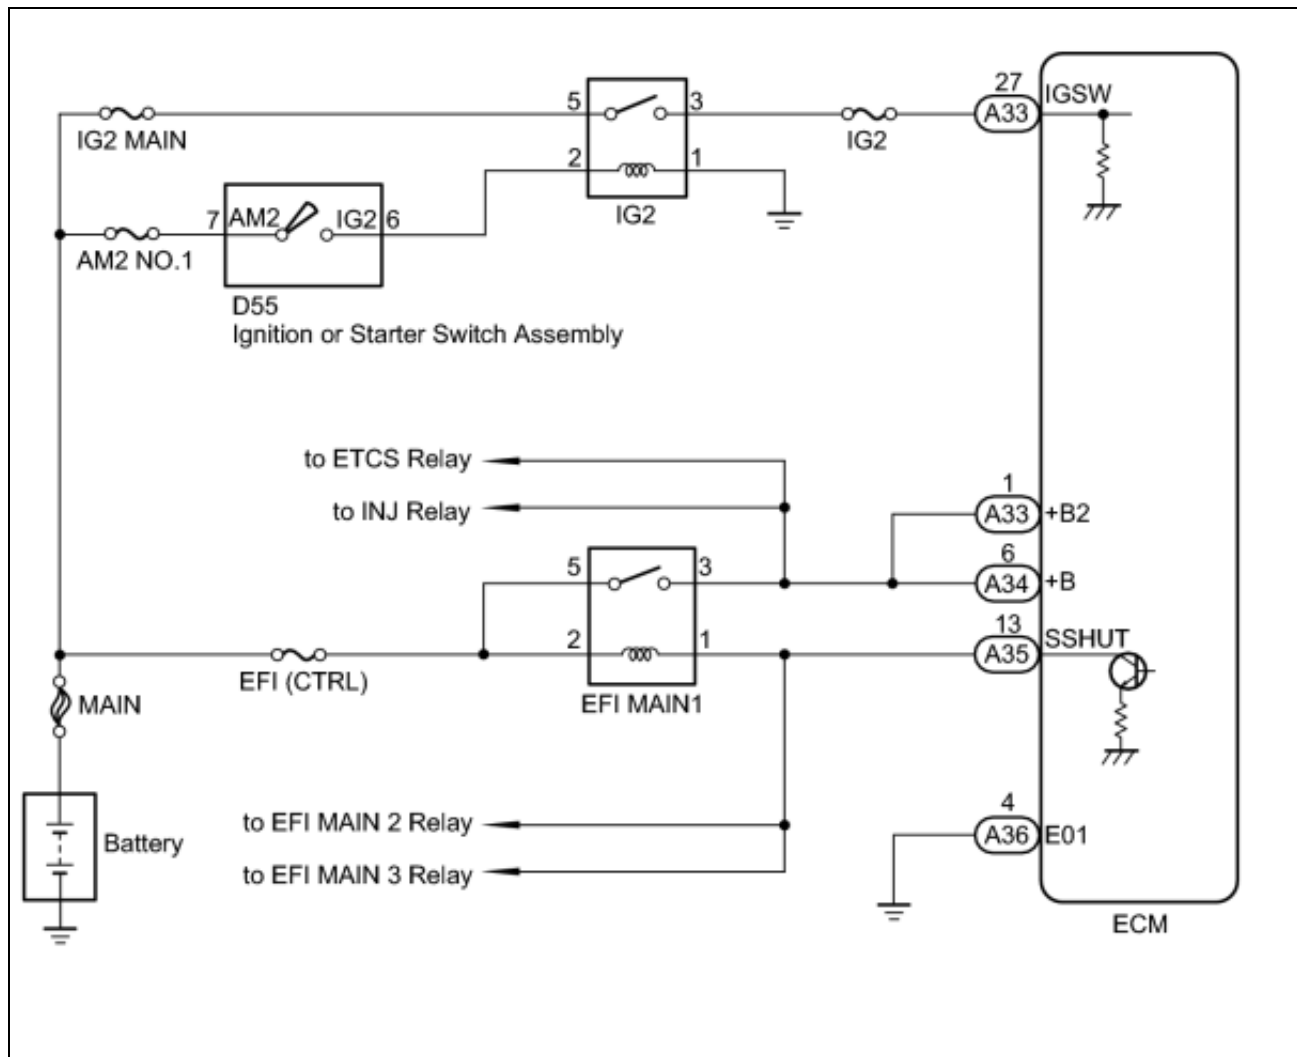 27
A33 IGSW
5 3
IG2 MAIN
IG2
2 1
IG2
7 AM2 IG2 6
AM2 NO.1
D55
Ignition or Starter Switch Assembly
to ETCS Relay
to INJ Relay
1
A33 +B2
5 3
6
A34 +B
13
2 1
A35 SSHUT
EFI (CTRL)
EFI MAIN1
MAIN
4
to EFI MAIN 2 Relay
A36 E01
Battery
to EFI MAIN 3 Relay
ECM